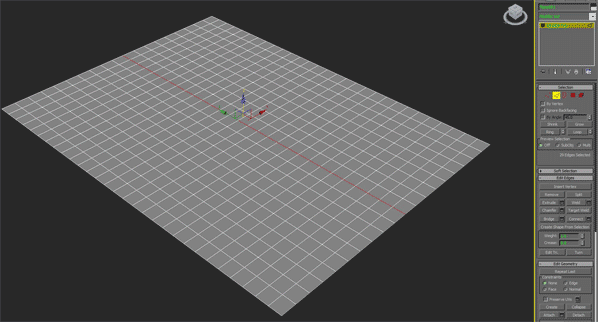 Modifier List
Selection
By Vertex
Ignore Backfacing
By Angle:
Shrink Grow
Ring Loop
Preview Selection
Off SubObj Multi
20 Edges Selected
Soft Selection
Edit Edges
Insert Vertex
Remove Split
Extrude Weld
Chamfer Target Weld
Bridge Connect
Create Shape From Selection
Weight:
Crease:
Edit Tri. Turn
Edit Geometry
Repeat Last
Constraints
None Edge
Face Normal
Preserve UVs
Create Collapse
Attach Detach